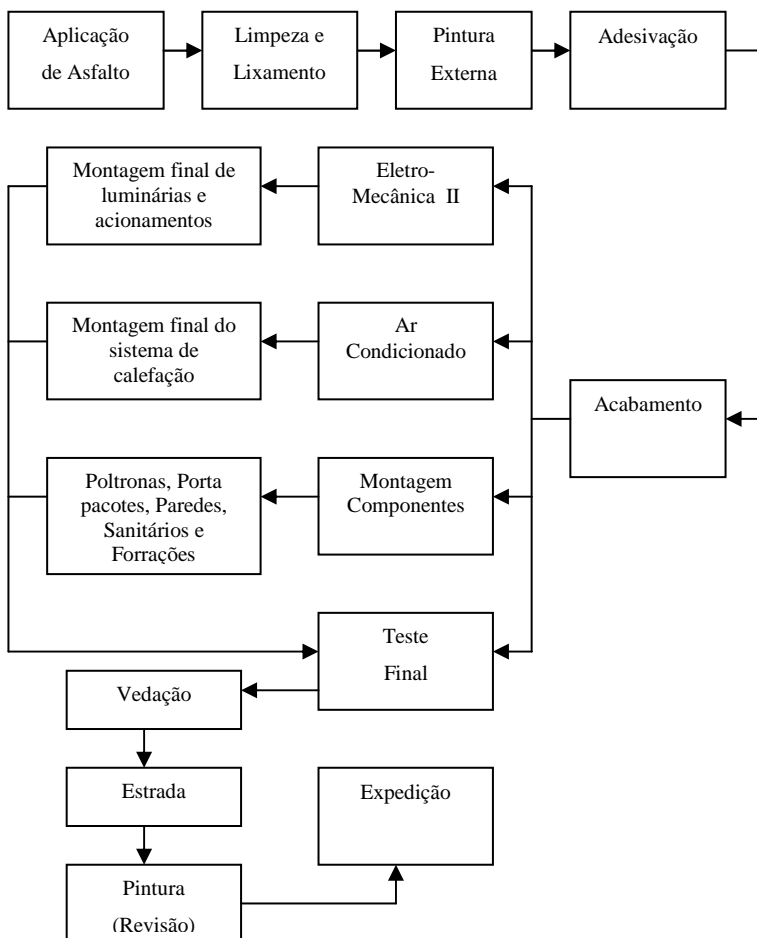 Aplicação
de Asfalto
Limpeza e
Lixamento
Pintura
Externa
Adesivação
Montagem final de
luminárias e
acionamentos
Eletro-
Mecânica II
Montagem final do
sistema de
calefação
Ar
Condicionado
Acabamento
Poltronas, Porta
pacotes, Paredes,
Sanitários e
Forrações
Montagem
Componentes
Teste
Final
Vedação
Estrada
Expedição
Pintura
(Revisão)